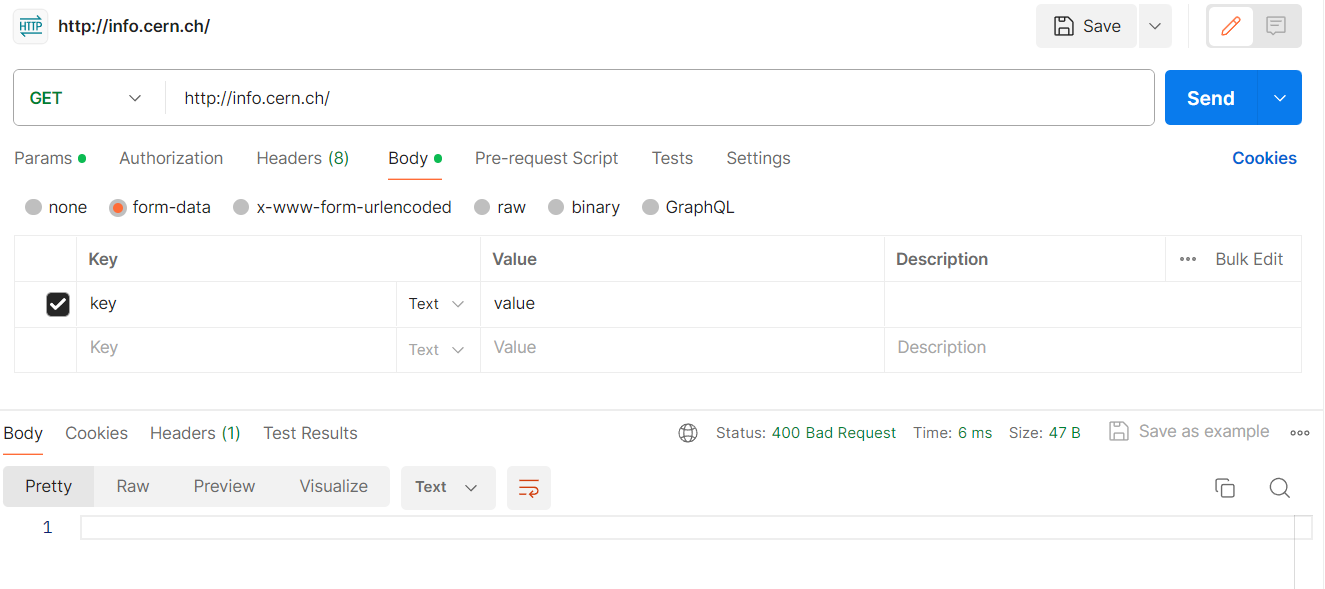 HTTP http://info.cern.ch/ Save
GET http://info.cern.ch/ Send
Params Authorization Headers (8) Body Pre-request Script Tests Settings Cookies
none form-data x-www-form-urlencoded raw binary GraphQL
Key Value Description Bulk Edit
key Text value
Key Text Value Description
Body Cookies Headers (1) Test Results Status: 400 Bad Request Time: 6 ms Size: 47 B Save as example
Pretty Raw Preview Visualize Text
1